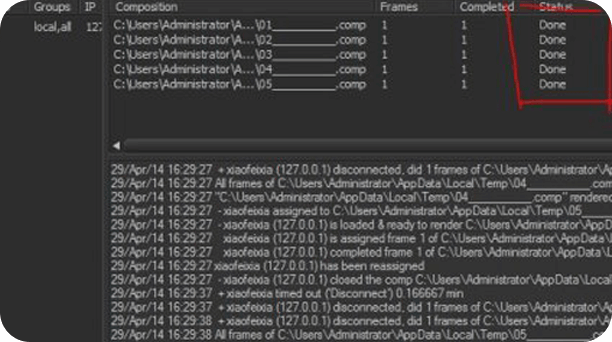 Groups IP Composition Frames Completed Status
local,all 127 C:\Users\Administrator\A...\01__________.comp 1 1 Done
C:\Users\Administrator\A...\02__________.comp 1 1 Done
C:\Users\Administrator\A...\03__________.comp 1 1 Done
C:\Users\Administrator\A...\04__________.comp 1 1 Done
C:\Users\Administrator\A...\05__________.comp 1 1 Done
29/Apr/14 16:29:27 + xiaofeixia (127.0.0.1) disconnected, did 1 frames of C:\Users\Administrator\Ap
29/Apr/14 16:29:27 All frames of C:\Users\Administrator\AppData\Local\Temp\04__________.co
29/Apr/14 16:29:27 "C:\Users\Administrator\AppData\Local\Temp\04__________.comp" rendere
29/Apr/14 16:29:27 - xiaofeixia assigned to C:\Users\Administrator\AppData\Local\Temp\05_____
29/Apr/14 16:29:27 - xiaofeixia (127.0.0.1) is loaded & ready to render C:\Users\Administrator\AppD
29/Apr/14 16:29:27 xiaofeixia (127.0.0.1) is assigned frame 1 of C:\Users\Administrator\AppData\L
29/Apr/14 16:29:27 xiaofeixia (127.0.0.1) completed frame 1 of C:\Users\Administrator\AppData\Lo
29/Apr/14 16:29:27 xiaofeixia (127.0.0.1) has been reassigned
29/Apr/14 16:29:27 - xiaofeixia (127.0.0.1) closed the comp C:\Users\Administrator\AppData\Loca
29/Apr/14 16:29:37 + xiaofeixia timed out ('Disconnect') 0.166667 min
29/Apr/14 16:29:37 + xiaofeixia (127.0.0.1) disconnected, did 1 frames of C:\Users\Administrator\Ap
29/Apr/14 16:29:38 + xiaofeixia (127.0.0.1) disconnected, did 1 frames of C:\Users\Administrator\Ap
29/Apr/14 16:29:38 All frames of C:\Users\Administrator\AppData\Local\Temp\05__________.co